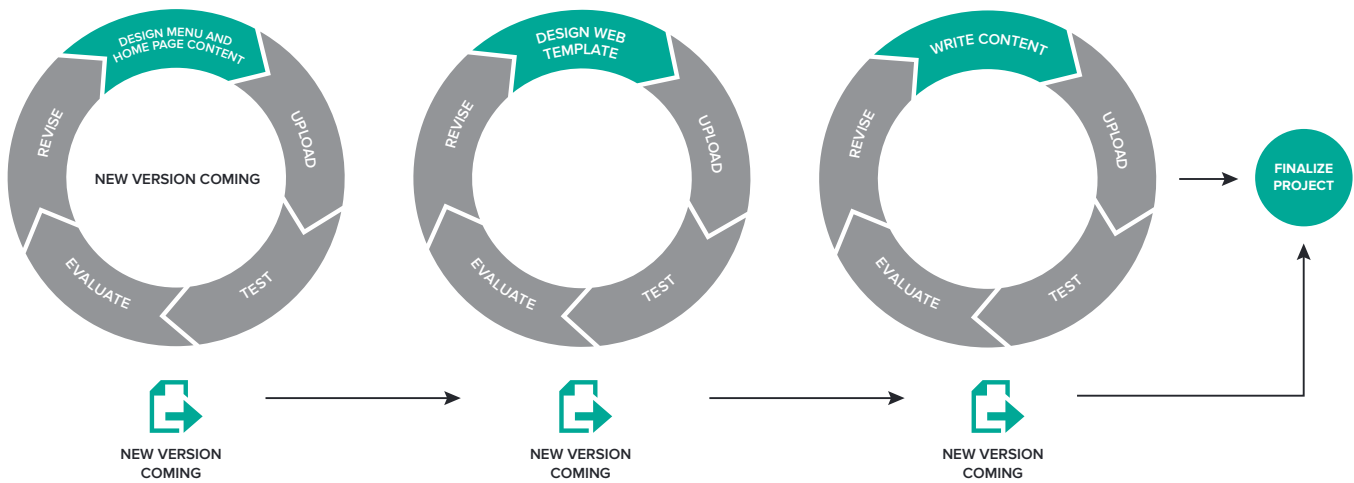 DESIGN MENU AND
HOME PAGE CONTENT
UPLOAD
TEST
EVALUATE
REVISE
NEW VERSION COMING
DESIGN WEB
TEMPLATE
UPLOAD
TEST
EVALUATE
REVISE
WRITE CONTENT
UPLOAD
TEST
EVALUATE
REVISE
FINALIZE
PROJECT
NEW VERSION
COMING
NEW VERSION
COMING
NEW VERSION
COMING